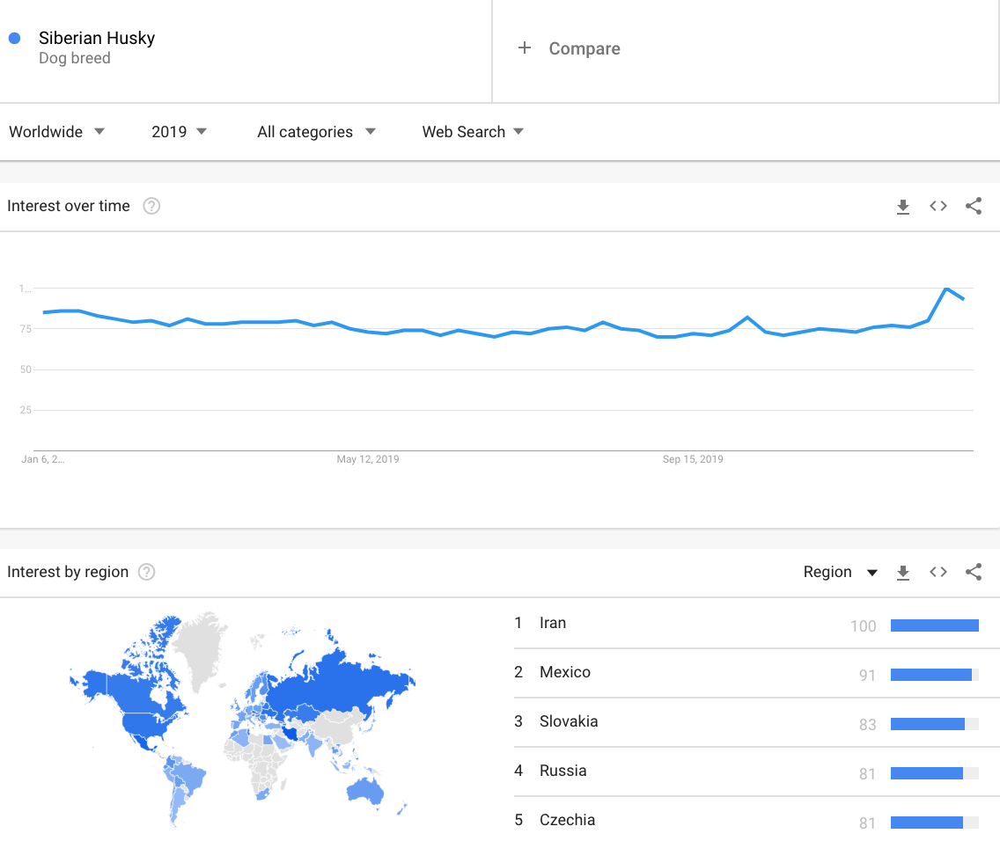 Siberian Husky
Dog breed
+ Compare
Worldwide 2019 All categories Web Search
Interest over time ?
1...
75
50
25
Jan 6, 2... May 12, 2019 Sep 15, 2019
Interest by region ? Region
1 Iran 100
2 Mexico 91
3 Slovakia 83
4 Russia 81
5 Czechia 81